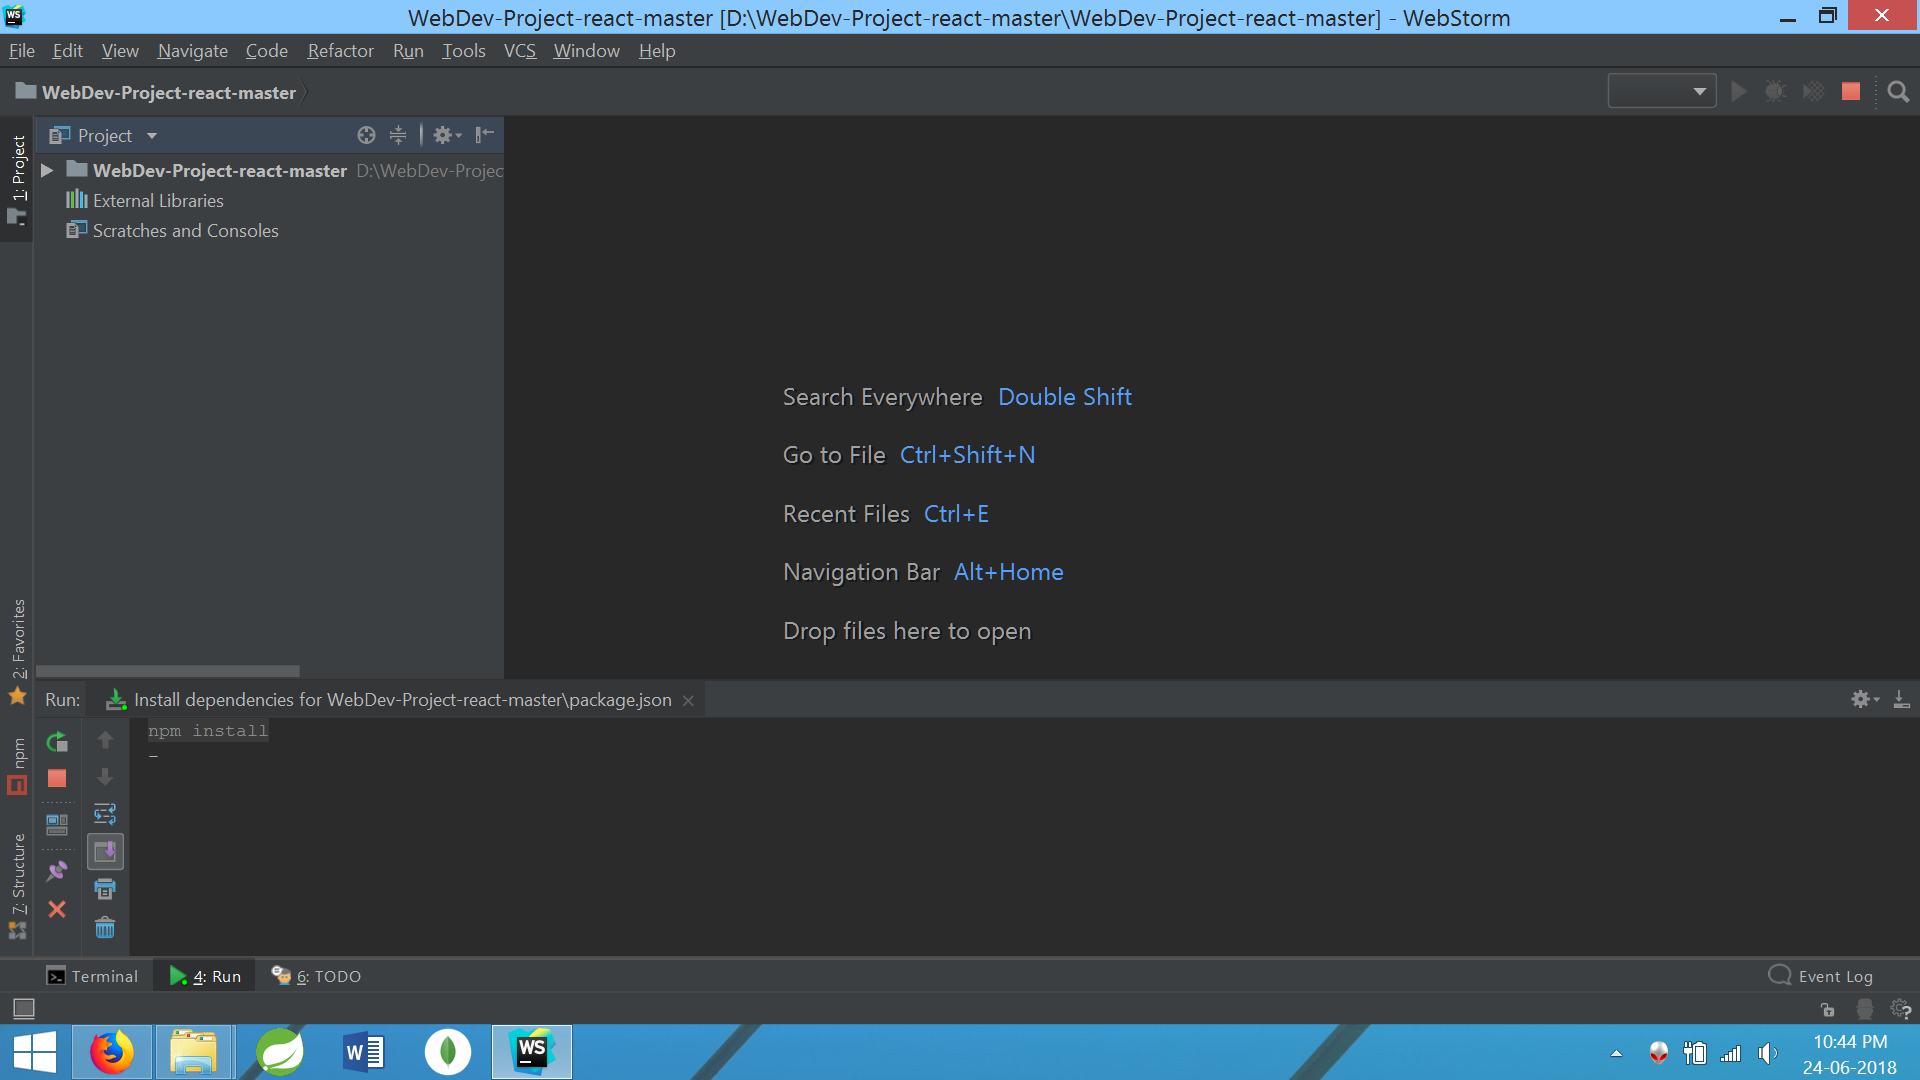 WS
WebDev-Project-react-master [D:\WebDev-Project-react-master\WebDev-Project-react-master] - WebStorm
File Edit View Navigate Code Refactor Run Tools VCS Window Help
WebDev-Project-react-master
1: Project
Project
WebDev-Project-react-master D:\WebDev-Projec
External Libraries
Scratches and Consoles
Search Everywhere Double Shift
Go to File Ctrl+Shift+N
Recent Files Ctrl+E
Navigation Bar Alt+Home
Drop files here to open
2: Favorites
npm
7: Structure
Run: Install dependencies for WebDev-Project-react-master\package.json
npm install
Terminal 4: Run 6: TODO Event Log
W WS
10:44 PM
24-06-2018